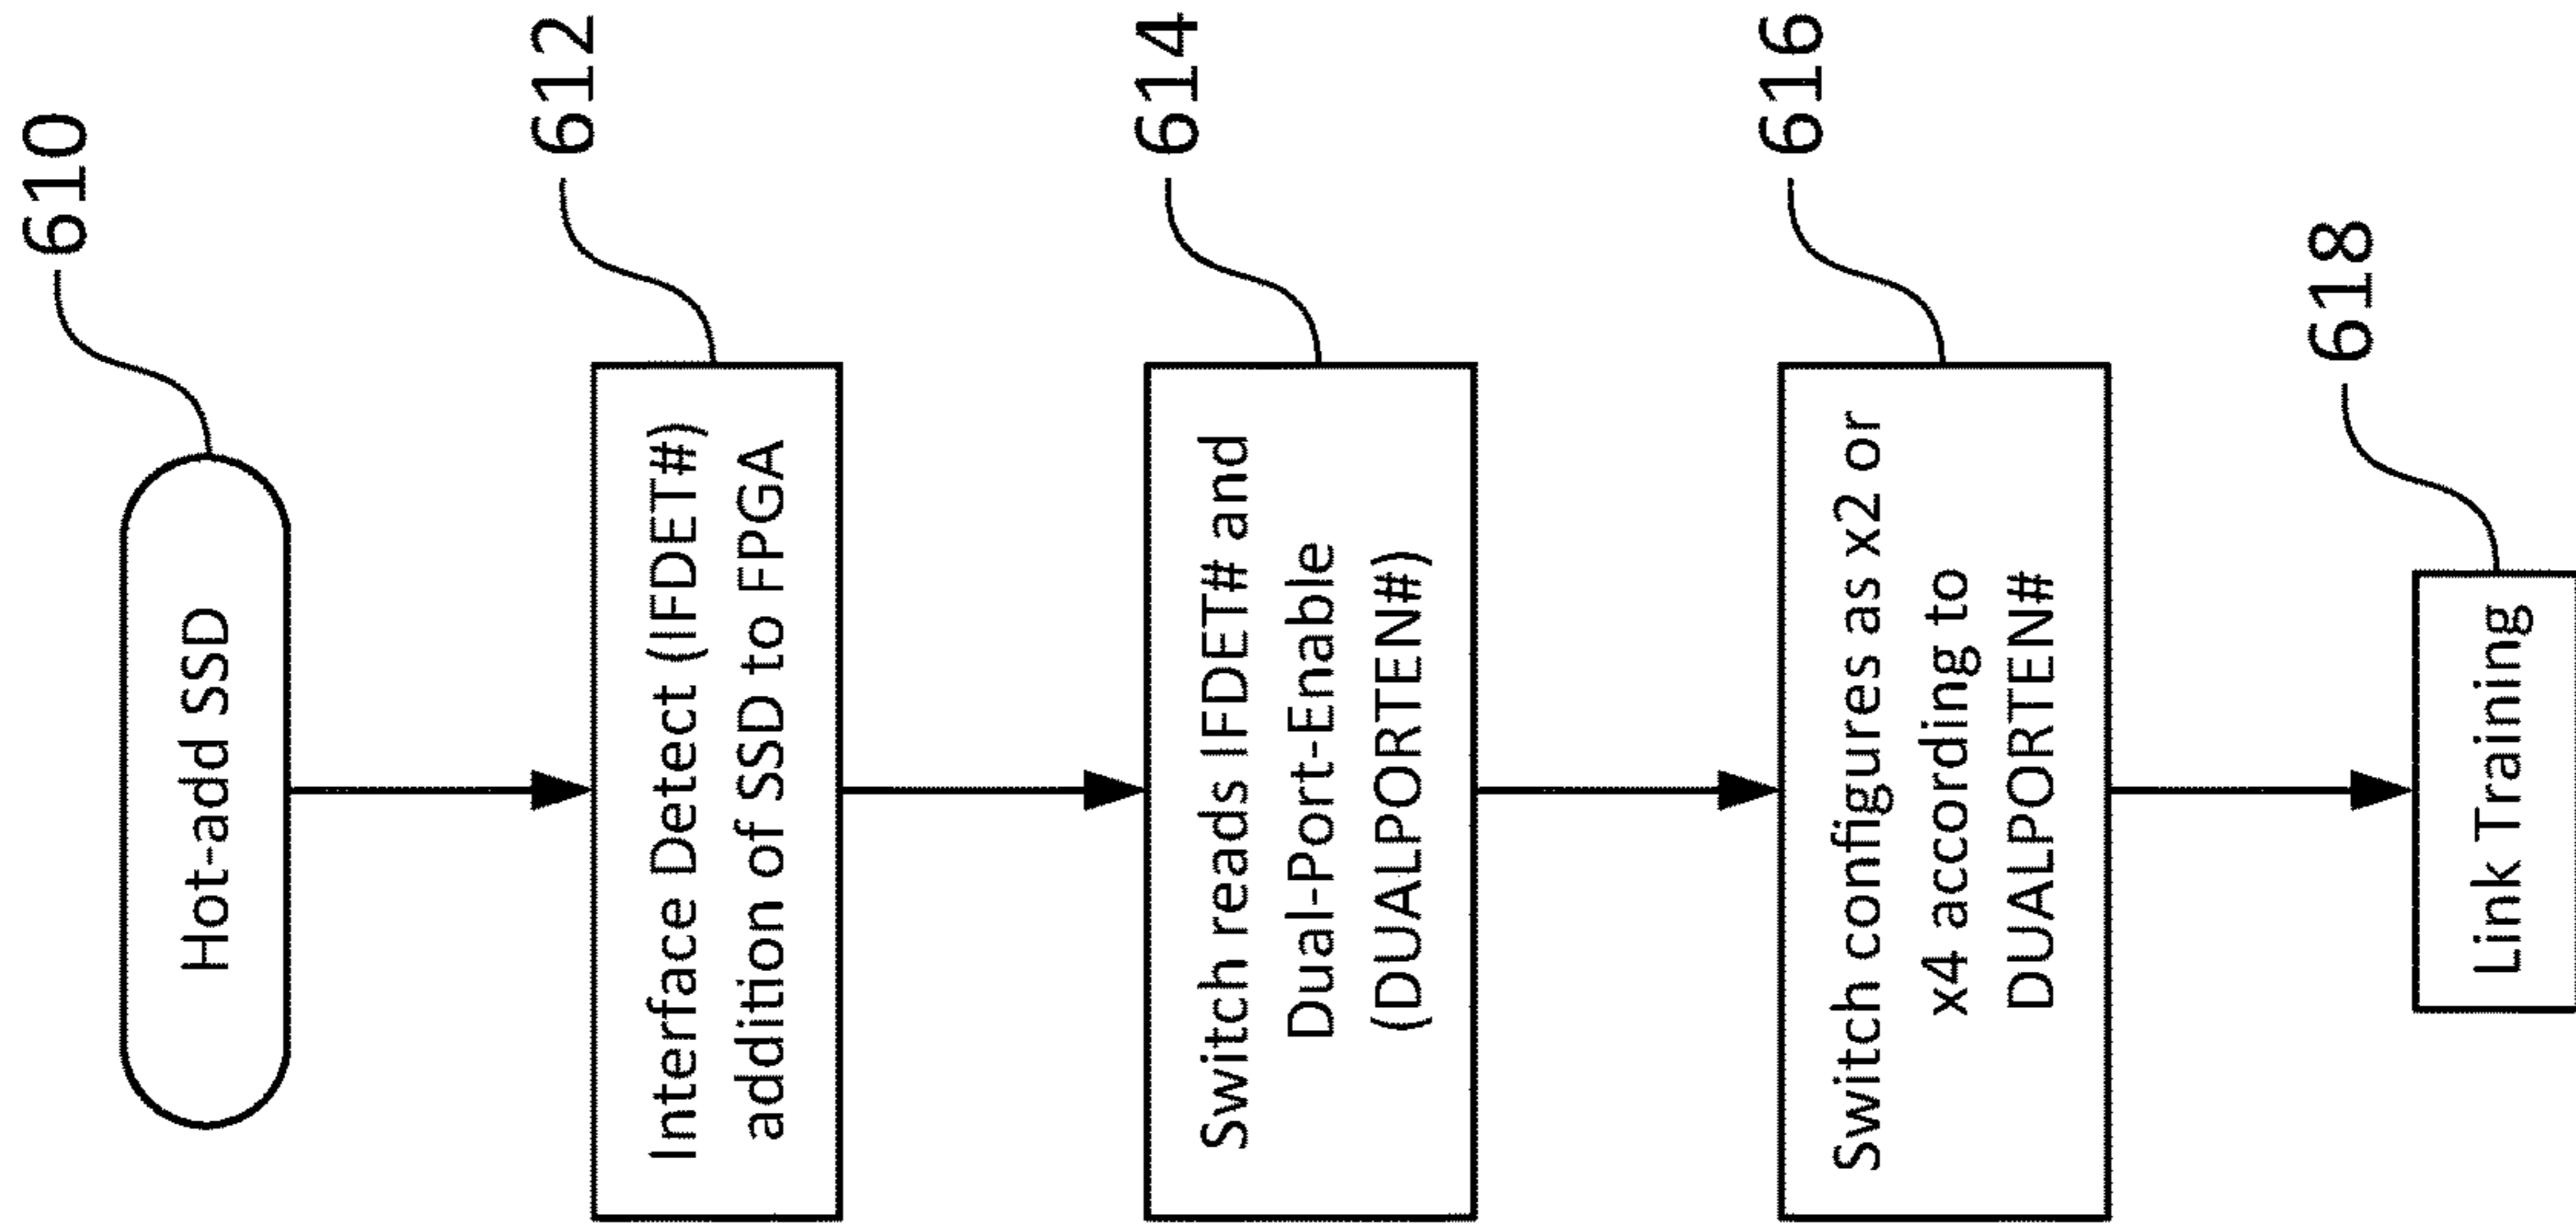 610
Hot-add SSD
612
Interface Detect (IFDET#)
addition of SSD to FPGA
614
Switch reads IFDET# and
Dual-Port-Enable
(DUALPORTEN#)
616
Switch configures as x2 or
x4 according to
DUALPORTEN#
618
Link Training